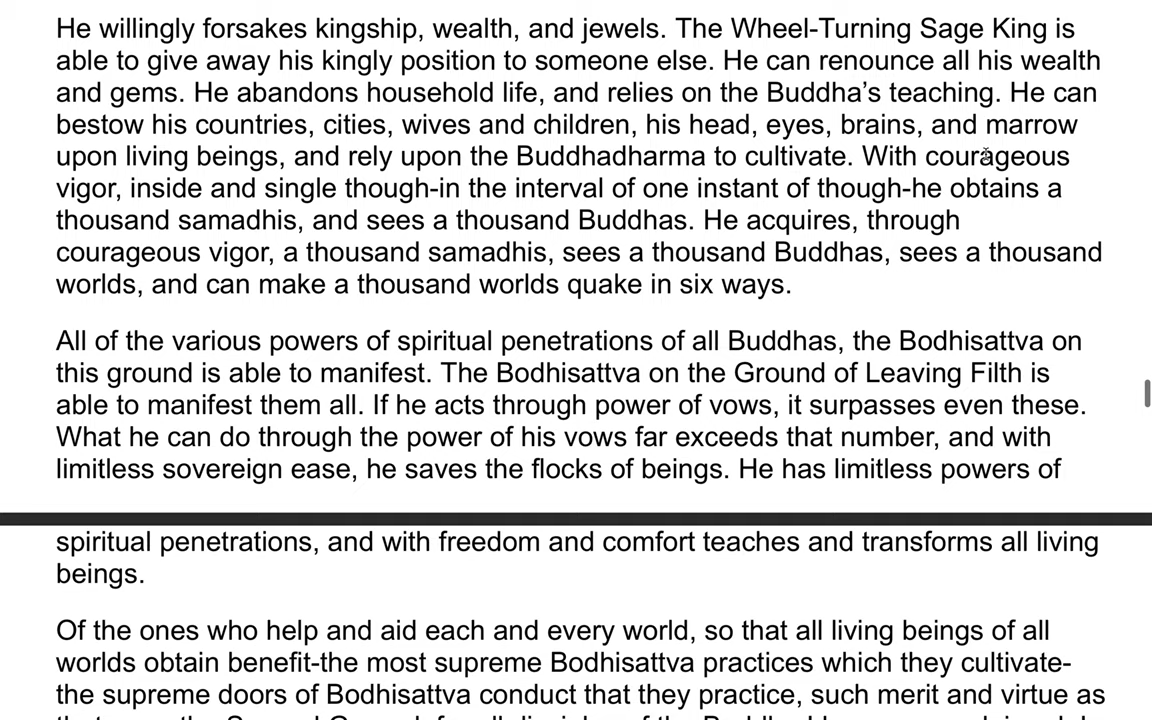 He willingly forsakes kingship, wealth, and jewels. The Wheel-Turning Sage King is
able to give away his kingly position to someone else. He can renounce all his wealth
and gems. He abandons household life, and relies on the Buddha’s teaching. He can
bestow his countries, cities, wives and children, his head, eyes, brains, and marrow
upon living beings, and rely upon the Buddhadharma to cultivate. With courageous
vigor, inside and single though-in the interval of one instant of though-he obtains a
thousand samadhis, and sees a thousand Buddhas. He acquires, through
courageous vigor, a thousand samadhis, sees a thousand Buddhas, sees a thousand
worlds, and can make a thousand worlds quake in six ways.
All of the various powers of spiritual penetrations of all Buddhas, the Bodhisattva on
this ground is able to manifest. The Bodhisattva on the Ground of Leaving Filth is
able to manifest them all. If he acts through power of vows, it surpasses even these.
What he can do through the power of his vows far exceeds that number, and with
limitless sovereign ease, he saves the flocks of beings. He has limitless powers of
spiritual penetrations, and with freedom and comfort teaches and transforms all living
beings.
Of the ones who help and aid each and every world, so that all living beings of all
worlds obtain benefit-the most supreme Bodhisattva practices which they cultivate-
the supreme doors of Bodhisattva conduct that they practice, such merit and virtue as